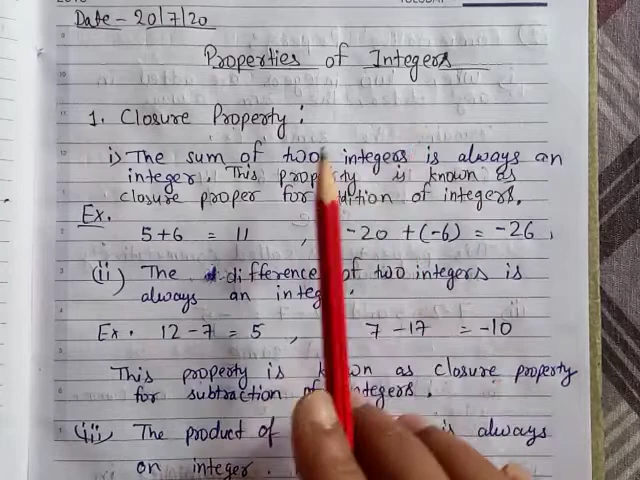 Date - 20/7/20
Properties of Integers
1. Closure Property :
i) The sum of two integers is always an
integer. This property is known as
closure proper for addition of integers.
Ex.
5+6 = 11 , -20 +(-6) = -26,
(ii) The difference of two integers is
always an integer.
Ex. 12 - 7 = 5 , 7 - 17 = -10
This property is known as closure property
for subtraction of integers.
(iii) The product of is always
an integer.